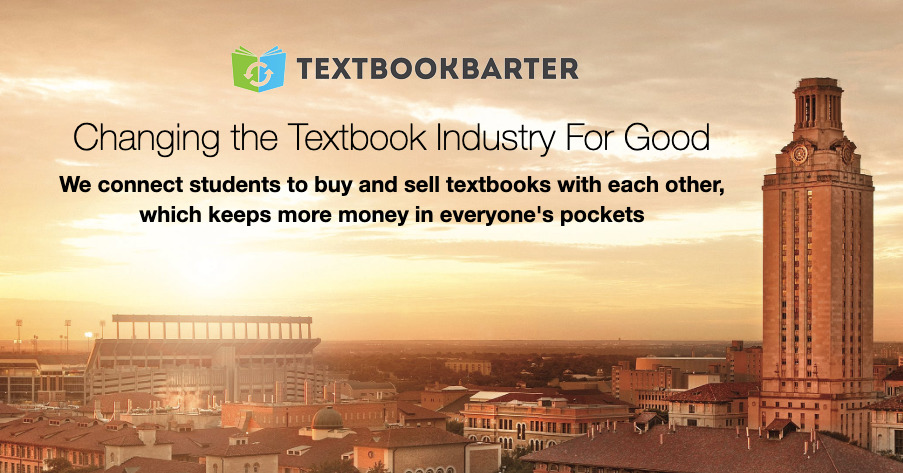 TEXTBOOKBARTER
Changing the Textbook Industry For Good
We connect students to buy and sell textbooks with each other,
which keeps more money in everyone's pockets